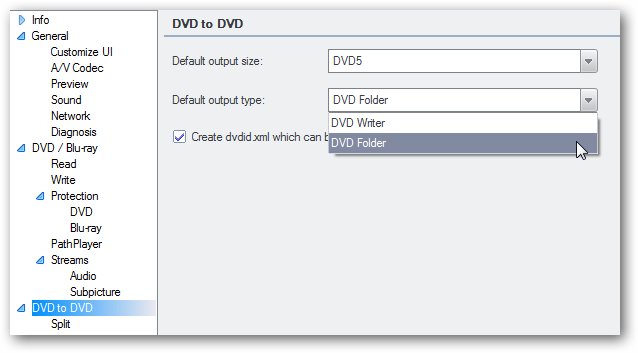 Info
General
Customize UI
A/V Codec
Preview
Sound
Network
Diagnosis
DVD / Blu-ray
Read
Write
Protection
DVD
Blu-ray
PathPlayer
Streams
Audio
Subpicture
DVD to DVD
Split
DVD to DVD
Default output size:
DVD5
Default output type:
DVD Folder
DVD Writer
DVD Folder
Create dvdid.xml which can